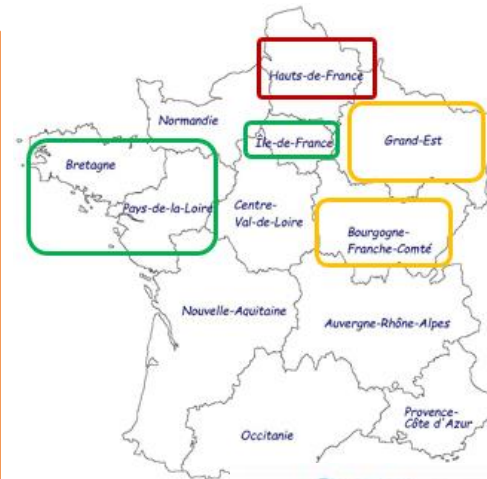 Hauts-de-France
Normandie
Île-de-France
Grand-Est
Bretagne
Pays-de-la-Loire
Centre-
Val-de-Loire
Bourgogne-
Franche-Comté
Nouvelle-Aquitaine
Auvergne-Rhône-Alpes
Provence-
Côte d'Azur
Occitanie